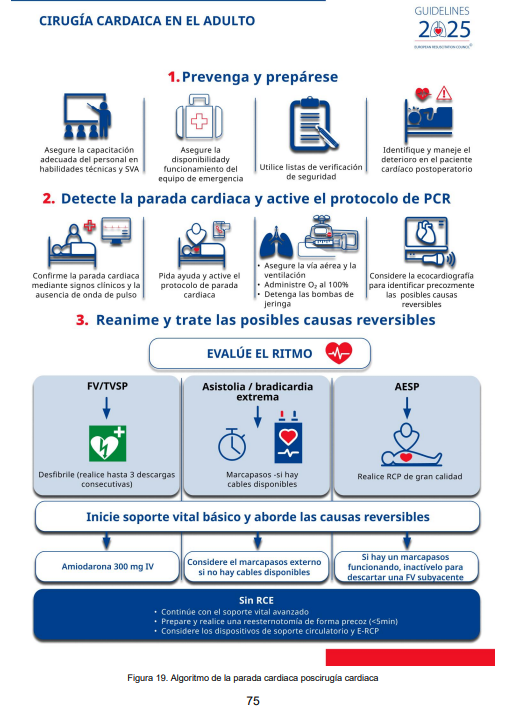 CIRUGÍA CARDIACA EN EL ADULTO
GUIDELINES
2025
EUROPEAN RESUSCITATION COUNCIL
1. Prevenga y prepárese
Asegure la capacitación
adecuada del personal en
habilidades técnicas y SVA
Asegure la
disponibilidady
funcionamiento del
equipo de emergencia
Utilice listas de verificación
de seguridad
Identifique y maneje el
deterioro en el paciente
cardíaco postoperatorio
2. Detecte la parada cardiaca y active el protocolo de PCR
Confirme la parada cardiaca
mediante signos clínicos y la
ausencia de onda de pulso
Pida ayuda y active el
protocolo de parada
cardiaca
• Asegure la vía aérea y la
ventilación
• Administre O₂ al 100%
• Detenga las bombas de
jeringa
Considere la ecocardiografía
para identificar precozmente
las posibles causas
reversibles
3. Reanime y trate las posibles causas reversibles
EVALÚE EL RITMO
FV/TVSP
Desfibrile (realice hasta 3 descargas
consecutivas)
Asistolia / bradicardia
extrema
Marcapasos -si hay
cables disponibles
AESP
Realice RCP de gran calidad
Inicie soporte vital básico y aborde las causas reversibles
Amiodarona 300 mg IV
Considere el marcapasos externo
si no hay cables disponibles
Si hay un marcapasos
funcionando, inactívelo para
descartar una FV subyacente
Sin RCE
• Continúe con el soporte vital avanzado
• Prepare y realice una reesternotomía de forma precoz (<5min)
• Considere los dispositivos de soporte circulatorio y E-RCP
Figura 19. Algoritmo de la parada cardiaca poscirugía cardiaca
75